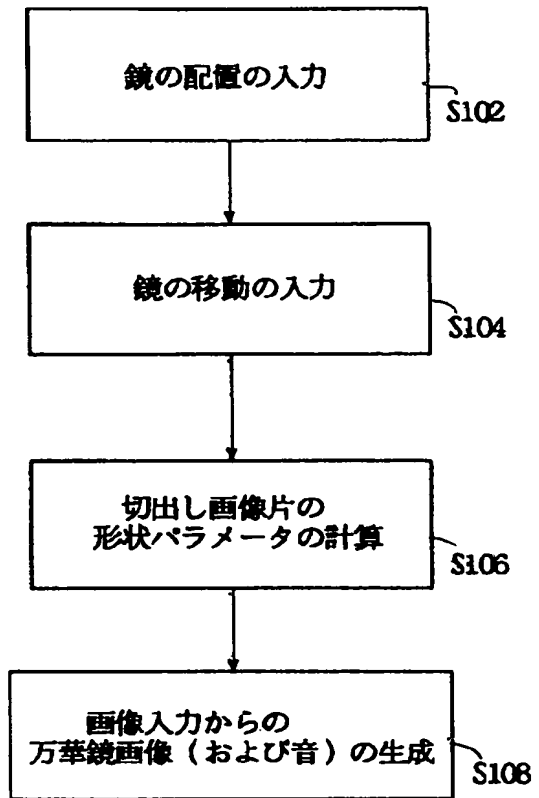 鏡の配置の入力
S102
鏡の移動の入力
S104
切出し画像片の
形状パラメータの計算
S106
画像入力からの
万華鏡画像（および音）の生成
S108